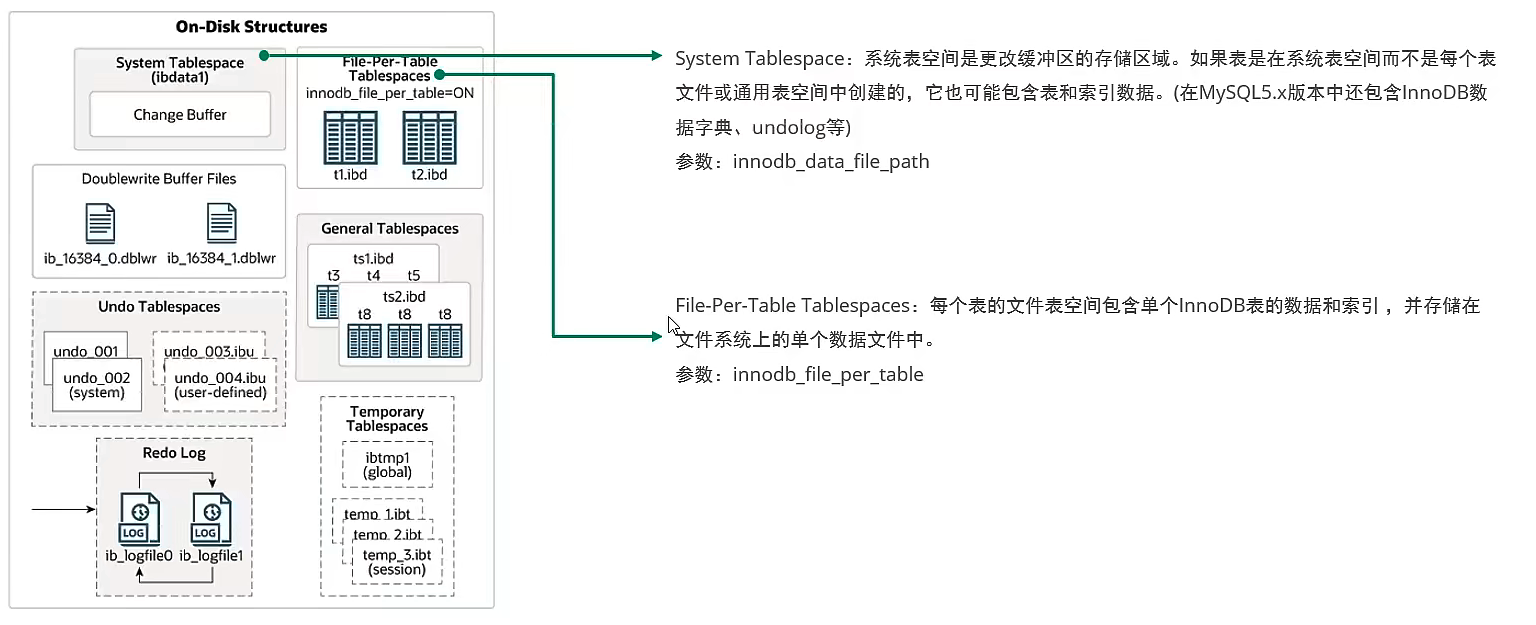 On-Disk Structures
System Tablespace
(ibdata1)
Change Buffer
File-Per-Table
Tablespaces
innodb_file_per_table=ON
t1.ibd
t2.ibd
Doublewrite Buffer Files
ib_16384_0.dblwr
ib_16384_1.dblwr
General Tablespaces
ts1.ibd
t3 t4 t5
ts2.ibd
t8 t8 t8
Undo Tablespaces
undo_001
undo_002
(system)
undo_003.ibu
undo_004.ibu
(user-defined)
Redo Log
LOG
LOG
ib_logfile0
ib_logfile1
Temporary
Tablespaces
ibtmp1
(global)
temp_1.ibt
temp_2.ibt
temp_3.ibt
(session)
System Tablespace：系统表空间是更改缓冲区的存储区域。如果表是在系统表空间而不是每个表
文件或通用表空间中创建的，它也可能包含表和索引数据。(在MySQL5.x版本中还包含InnoDB数
据字典、undolog等)
参数：innodb_data_file_path
File-Per-Table Tablespaces：每个表的文件表空间包含单个InnoDB表的数据和索引 ，并存储在
文件系统上的单个数据文件中。
参数：innodb_file_per_table